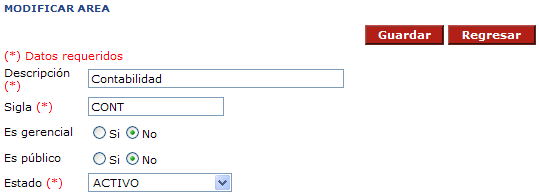 MODIFICAR AREA
Guardar Regresar
(*) Datos requeridos
Descripción (*) Contabilidad
Sigla (*) CONT
Es gerencial Si No
Es público Si No
Estado (*) ACTIVO